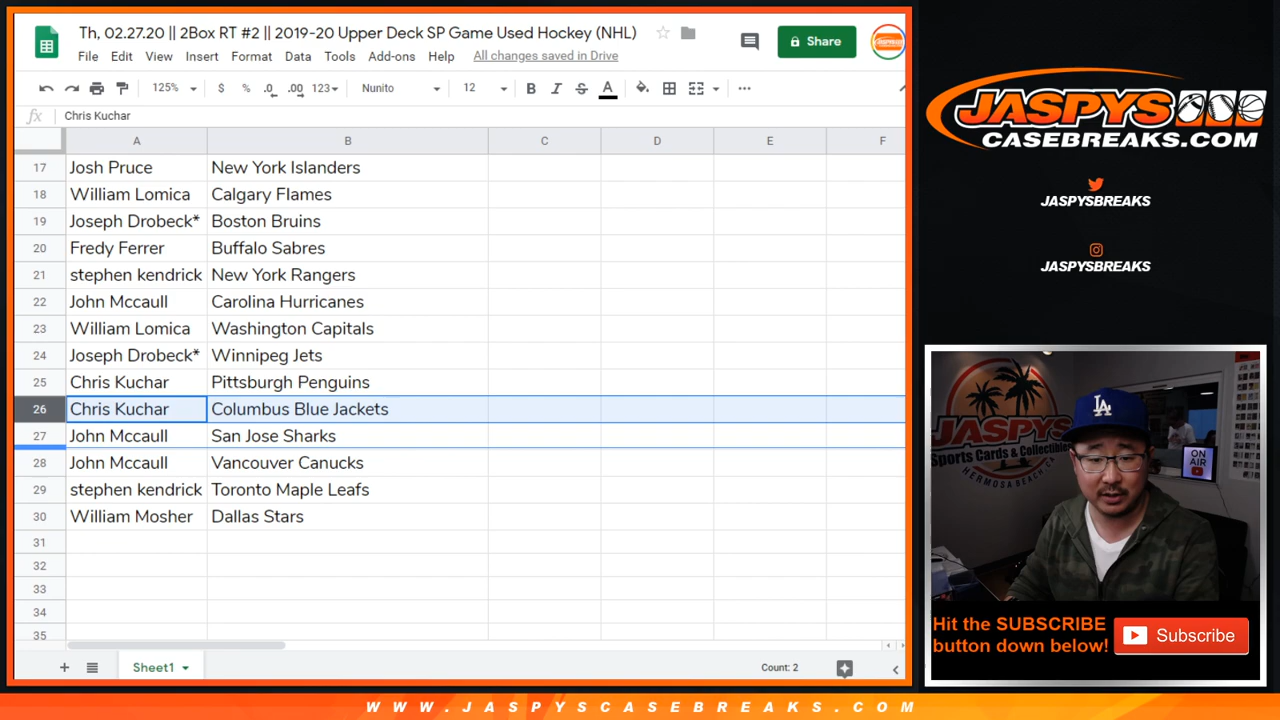 Th, 02.27.20 || 2Box RT #2 || 2019-20 Upper Deck SP Game Used Hockey (NHL)
File Edit View Insert Format Data Tools Add-ons Help All changes saved in Drive
Share
125% $ % .0 .00 123 Nunito 12 B I S A
fx Chris Kuchar
A B C D E F
17 Josh Pruce New York Islanders
18 William Lomica Calgary Flames
19 Joseph Drobeck* Boston Bruins
20 Fredy Ferrer Buffalo Sabres
21 stephen kendrick New York Rangers
22 John Mccaull Carolina Hurricanes
23 William Lomica Washington Capitals
24 Joseph Drobeck* Winnipeg Jets
25 Chris Kuchar Pittsburgh Penguins
26 Chris Kuchar Columbus Blue Jackets
27 John Mccaull San Jose Sharks
28 John Mccaull Vancouver Canucks
29 stephen kendrick Toronto Maple Leafs
30 William Mosher Dallas Stars
31
32
33
34
35
Sheet1 Count: 2
JASPYS
CASEBREAKS.COM
JASPYSBREAKS
JASPYSBREAKS
JASPYS
Sports Cards & Collectibles
HERMOSA BEACH, CA
LA
ON AIR
Hit the SUBSCRIBE
button down below!
Subscribe
WWW.JASPYSCASEBREAKS.COM